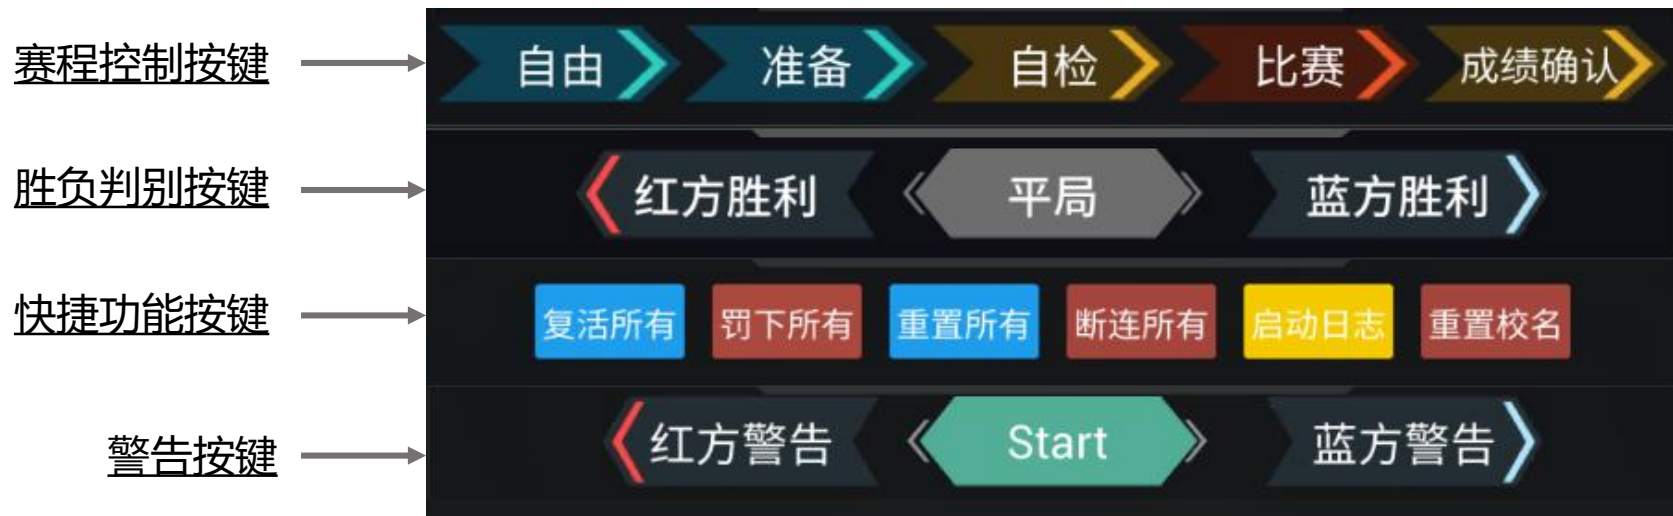 赛程控制按键
自由 准备 自检 比赛 成绩确认
胜负判别按键
红方胜利 平局 蓝方胜利
快捷功能按键
复活所有 罚下所有 重置所有 断连所有 启动日志 重置校名
警告按键
红方警告 Start 蓝方警告